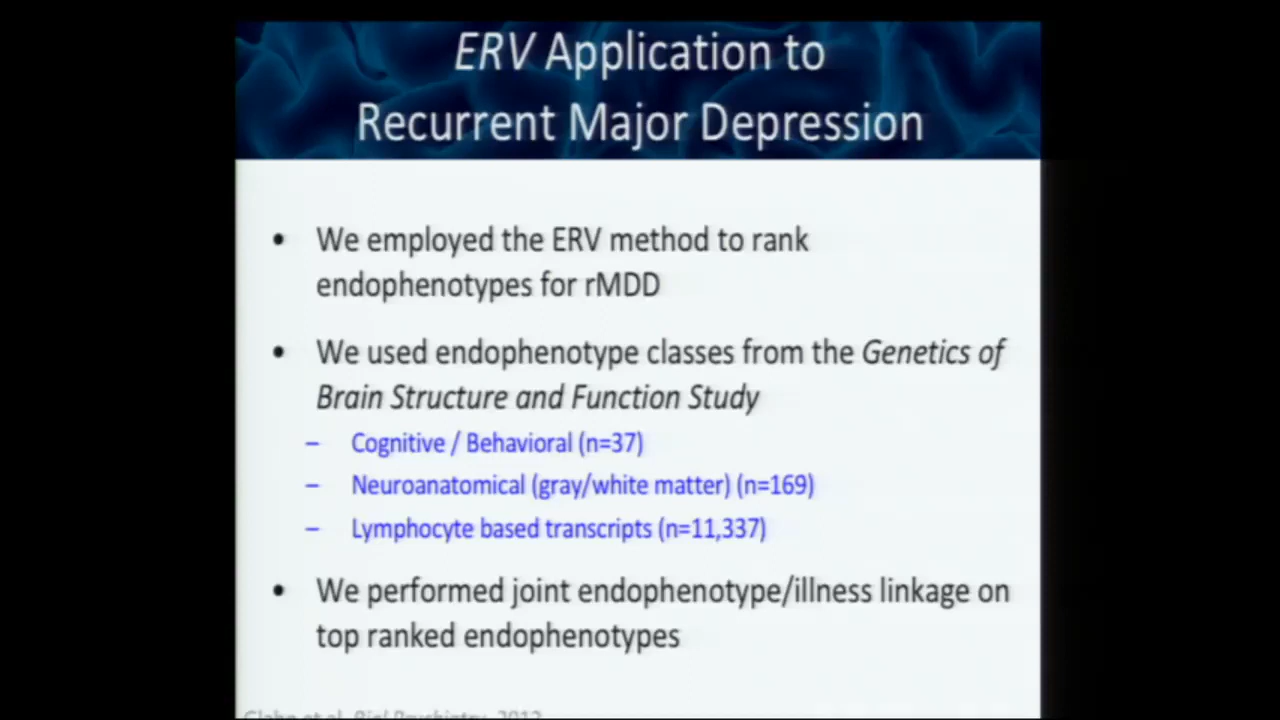 ERV Application to
Recurrent Major Depression
• We employed the ERV method to rank
endophenotypes for rMDD
• We used endophenotype classes from the Genetics of
Brain Structure and Function Study
– Cognitive / Behavioral (n=37)
– Neuroanatomical (gray/white matter) (n=169)
– Lymphocyte based transcripts (n=11,337)
• We performed joint endophenotype/illness linkage on
top ranked endophenotypes